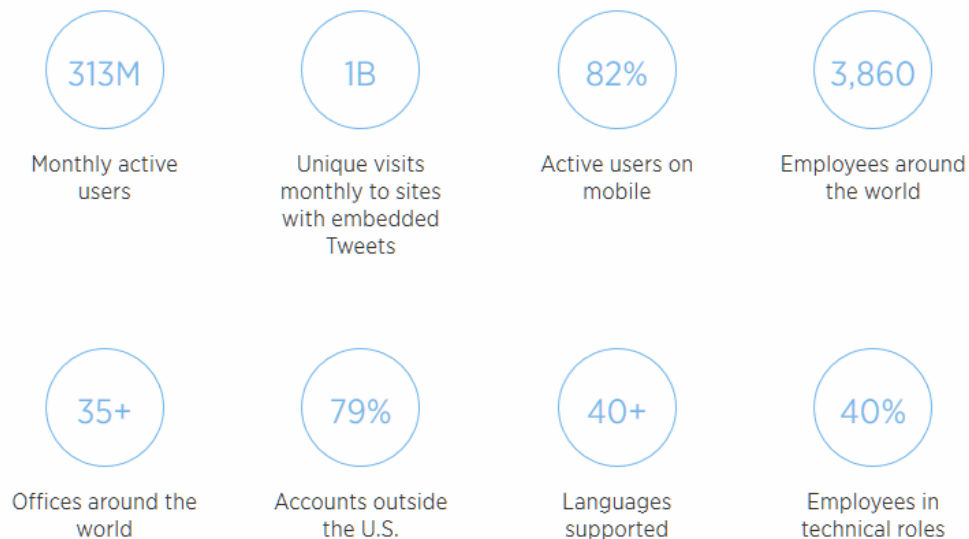 313M
1B
82%
3,860
Monthly active
users
Unique visits
monthly to sites
with embedded
Tweets
Active users on
mobile
Employees around
the world
35+
79%
40+
40%
Offices around the
world
Accounts outside
the U.S.
Languages
supported
Employees in
technical roles